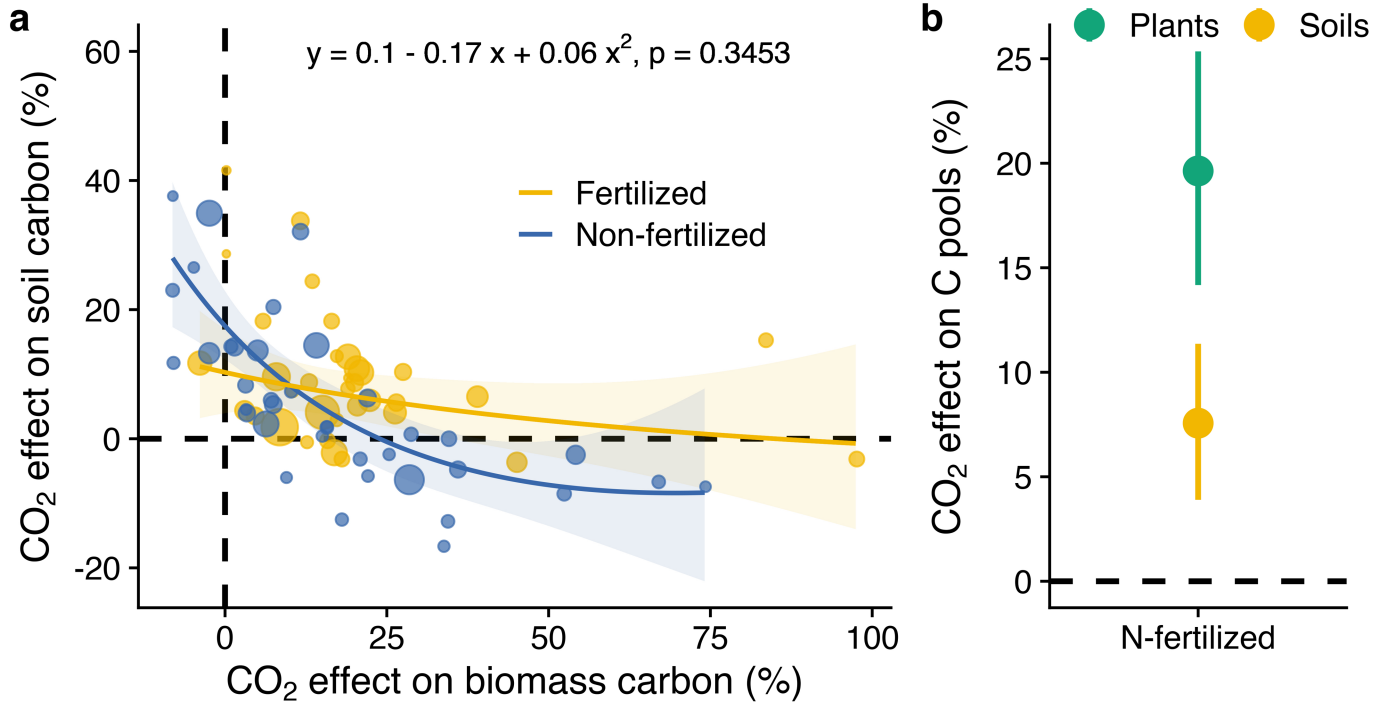 a
y = 0.1 - 0.17 x + 0.06 x², p = 0.3453
CO₂ effect on soil carbon (%)
60
40
20
0
-20
Fertilized
Non-fertilized
0 25 50 75 100
CO₂ effect on biomass carbon (%)
b
Plants Soils
CO₂ effect on C pools (%)
25
20
15
10
5
0
N-fertilized